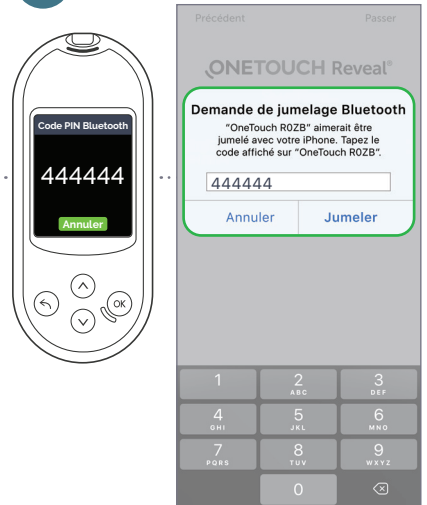 Code PIN Bluetooth
444444
Annuler
OK
Précédent Passer
ONETOUCH Reveal®
Demande de jumelage Bluetooth
“OneTouch R0ZB” aimerait être
jumelé avec votre iPhone. Tapez le
code affiché sur “OneTouch R0ZB”.
444444
Annuler Jumeler
1 2 3
ABC DEF
4 5 6
GHI JKL MNO
7 8 9
PQRS TUV WXYZ
0